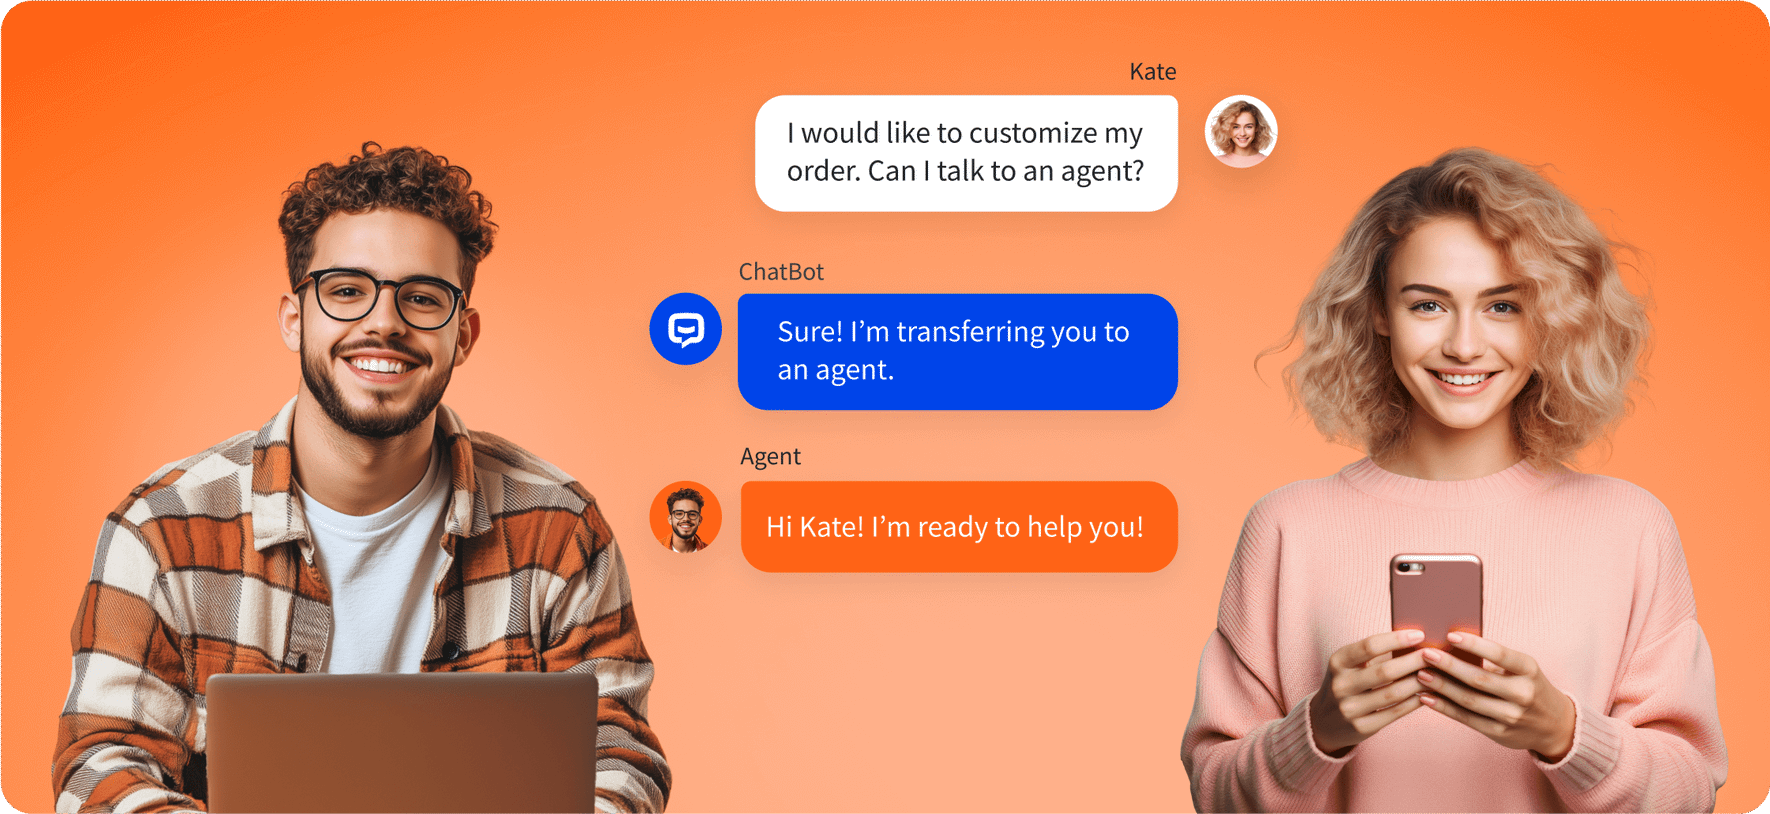 Kate
I would like to customize my
order. Can I talk to an agent?
ChatBot
Sure! I’m transferring you to
an agent.
Agent
Hi Kate! I’m ready to help you!